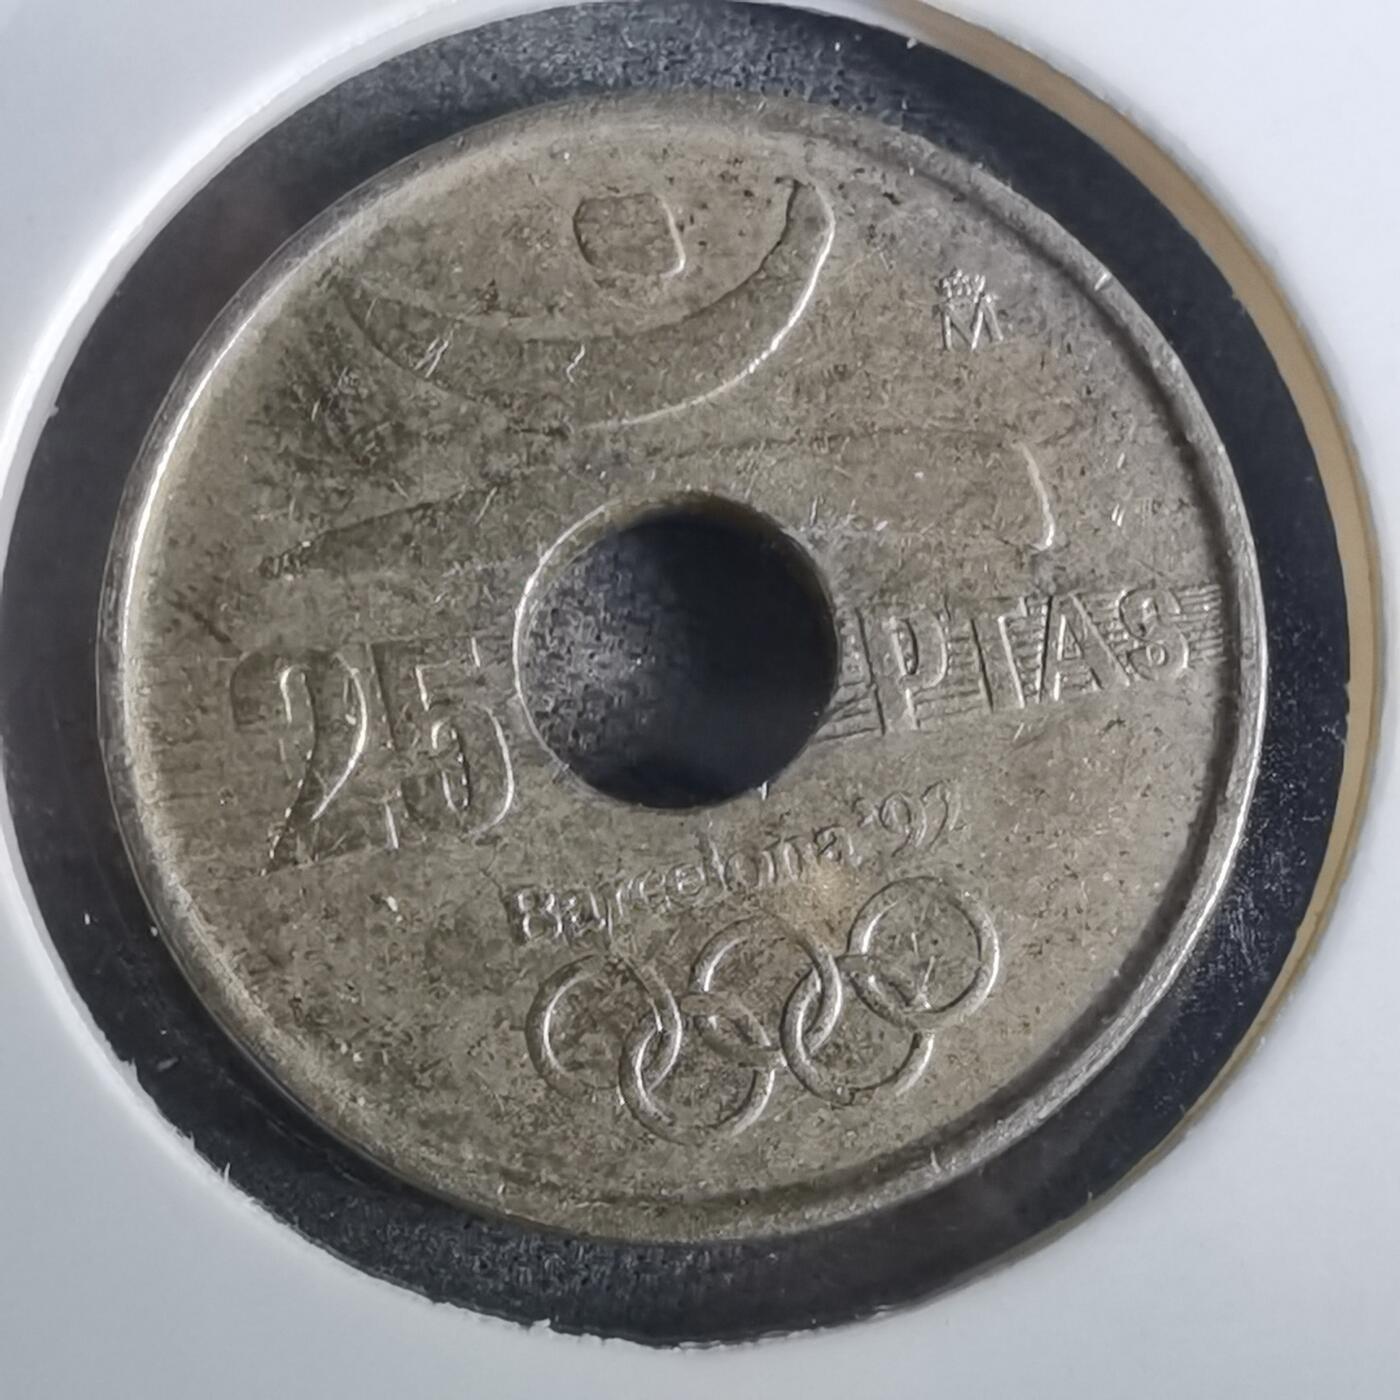 M
25 PTAS
Barcelona '92